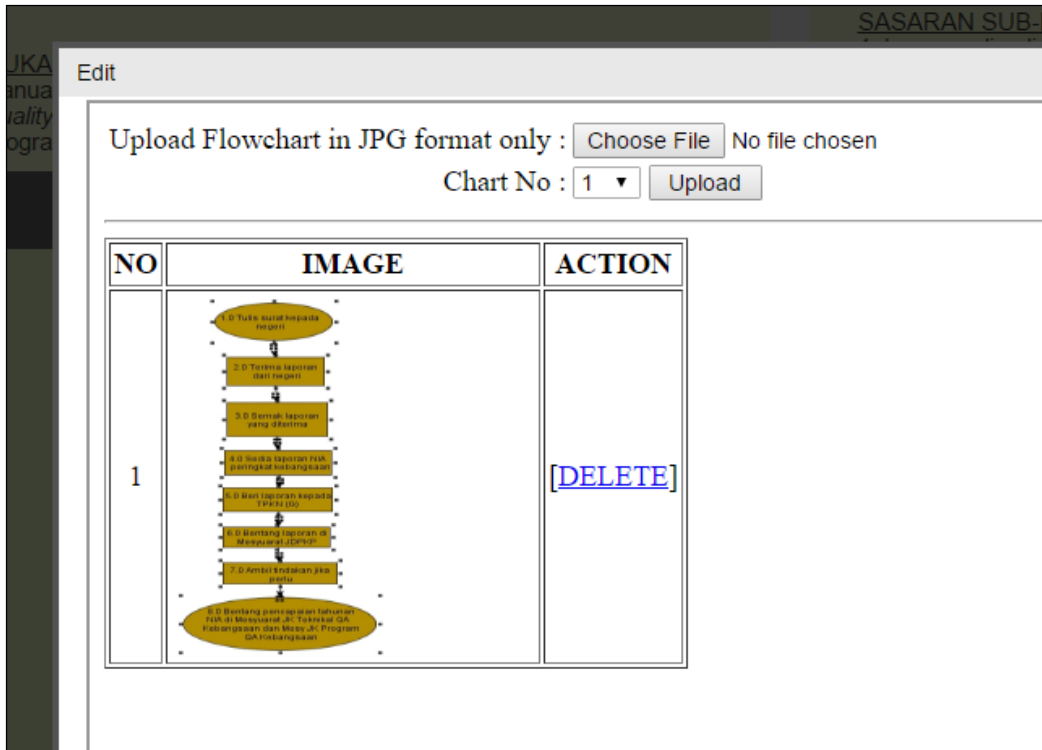 SASARAN SUB-
UKA
anua
uality
ogra
Edit
Upload Flowchart in JPG format only : Choose File No file chosen
Chart No : 1 Upload
NO IMAGE ACTION
1 [DELETE]
1.0 Tulis surat kepada
negeri
2.0 Terima laporan
dari negeri
3.0 Semak laporan
yang diterima
4.0 Sedia laporan NIA
peringkat kebangsaan
5.0 Beri laporan kepada
TPKN (G)
6.0 Bentang laporan di
Mesyuarat JDPKP
7.0 Ambil tindakan jika
perlu
8.0 Bentang pencapaian tahunan
NIA di Mesyuarat JK Teknikal QA
Kebangsaan dan Mesy JK Program
QA Kebangsaan